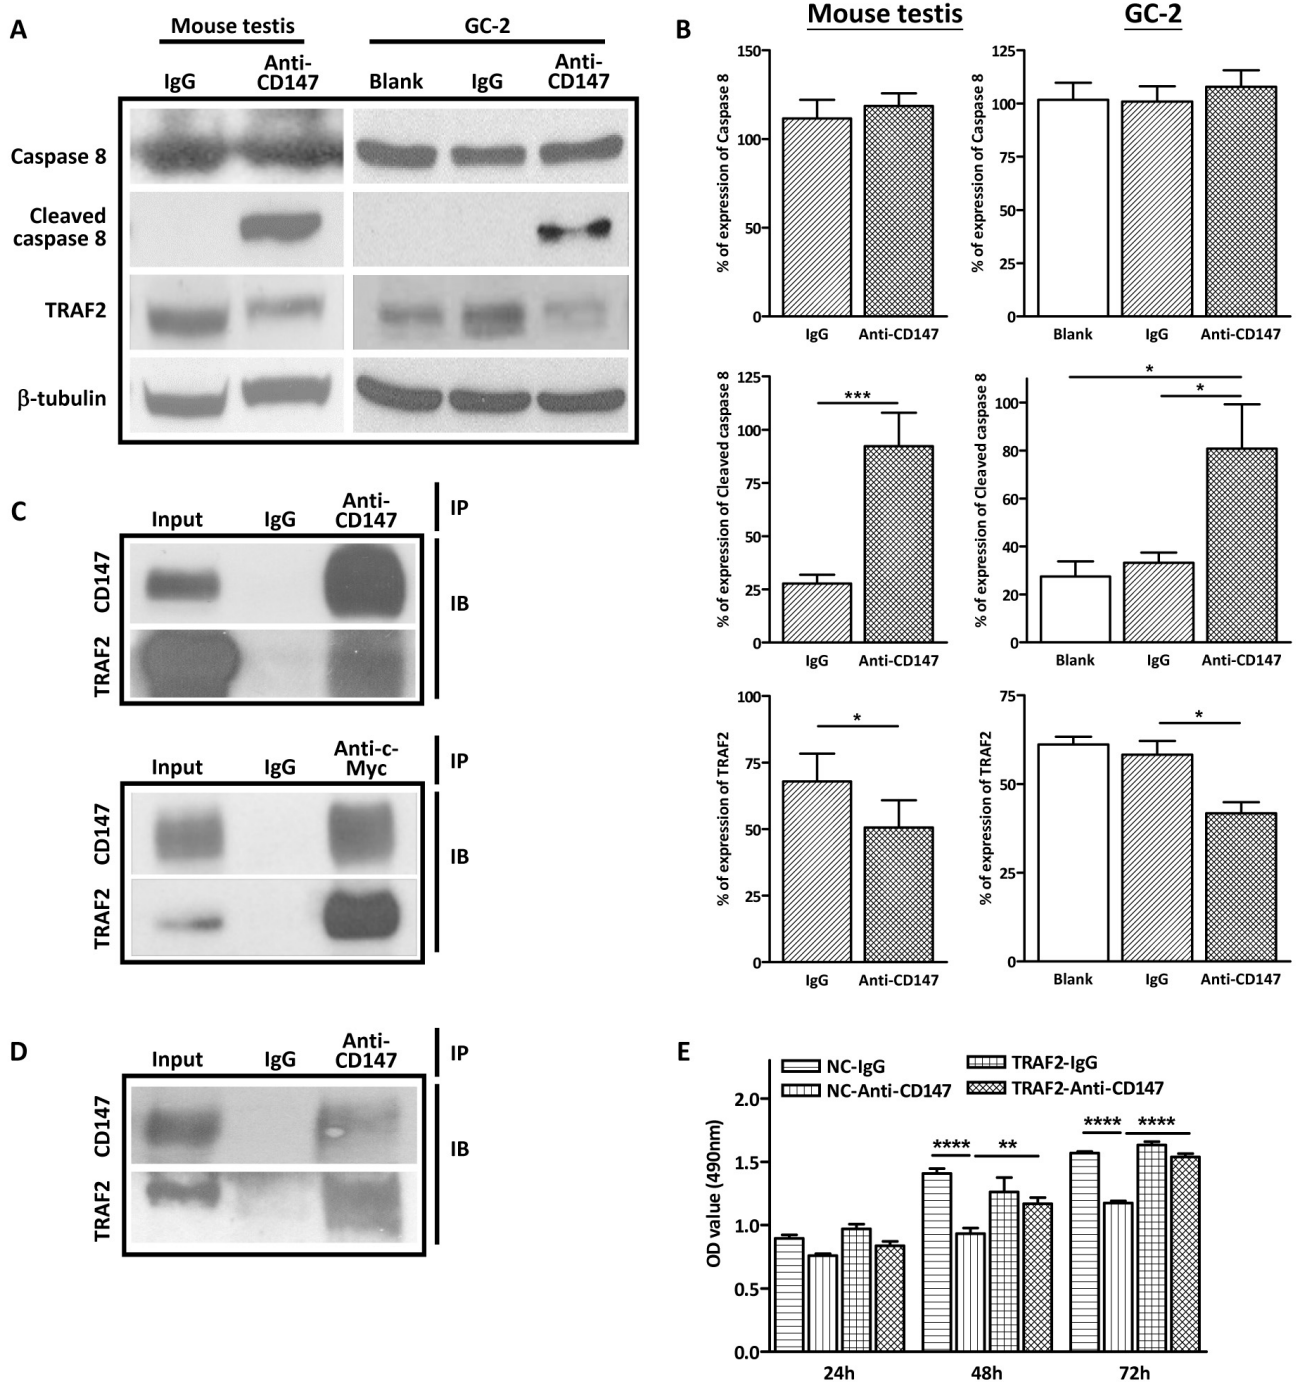 A
Mouse testis
GC-2
IgG
Anti-
CD147
Blank
IgG
Anti-
CD147
Caspase 8
Cleaved
caspase 8
TRAF2
β-tubulin
B
Mouse testis
GC-2
% of expression of Caspase 8
150
100
50
0
IgG
Anti-CD147
% of expression of Caspase 8
125
100
75
50
25
0
Blank
IgG
Anti-CD147
% of expression of Cleaved caspase 8
125
100
75
50
25
0
***
IgG
Anti-CD147
% of expression of Cleaved caspase 8
100
80
60
40
20
0
*
*
Blank
IgG
Anti-CD147
% of expression of TRAF2
100
75
50
25
0
*
IgG
Anti-CD147
% of expression of TRAF2
75
50
25
0
*
Blank
IgG
Anti-CD147
C
Input
IgG
Anti-
CD147
IP
CD147
TRAF2
IB
Input
IgG
Anti-c-
Myc
IP
CD147
TRAF2
IB
D
Input
IgG
Anti-
CD147
IP
CD147
TRAF2
IB
E
NC-IgG
NC-Anti-CD147
TRAF2-IgG
TRAF2-Anti-CD147
OD value (490nm)
2.0
1.5
1.0
0.5
0.0
****
**
****
****
24h
48h
72h